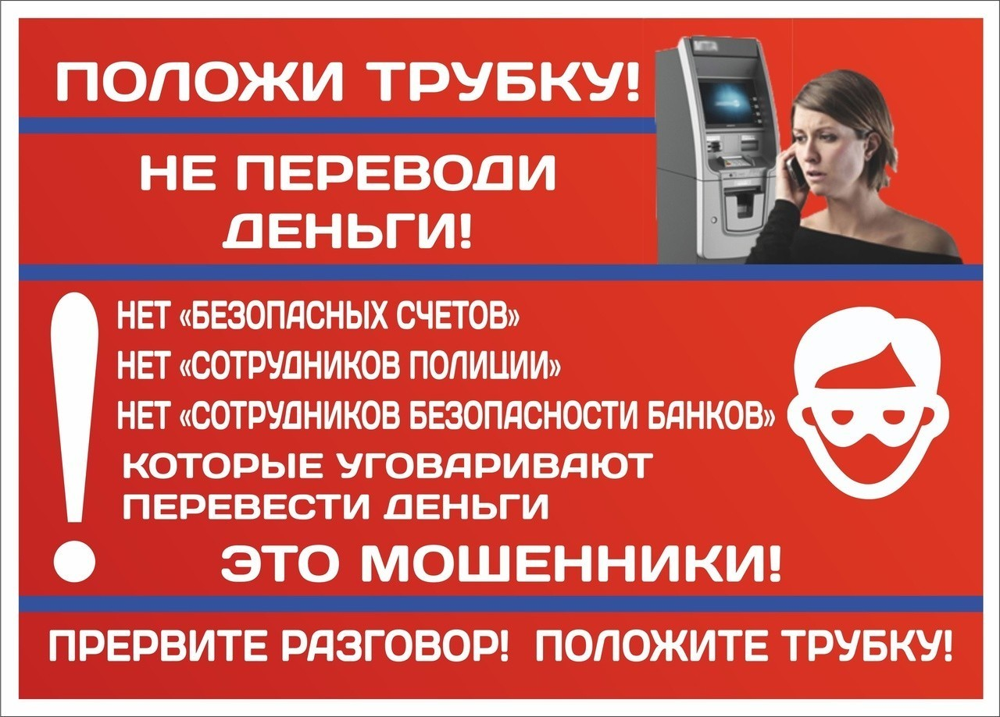 ПОЛОЖИ ТРУБКУ!
НЕ ПЕРЕВОДИ
ДЕНЬГИ!
НЕТ «БЕЗОПАСНЫХ СЧЕТОВ»
НЕТ «СОТРУДНИКОВ ПОЛИЦИИ»
НЕТ «СОТРУДНИКОВ БЕЗОПАСНОСТИ БАНКОВ»
КОТОРЫЕ УГОВАРИВАЮТ
ПЕРЕВЕСТИ ДЕНЬГИ
ЭТО МОШЕННИКИ!
ПРЕРВИТЕ РАЗГОВОР! ПОЛОЖИТЕ ТРУБКУ!